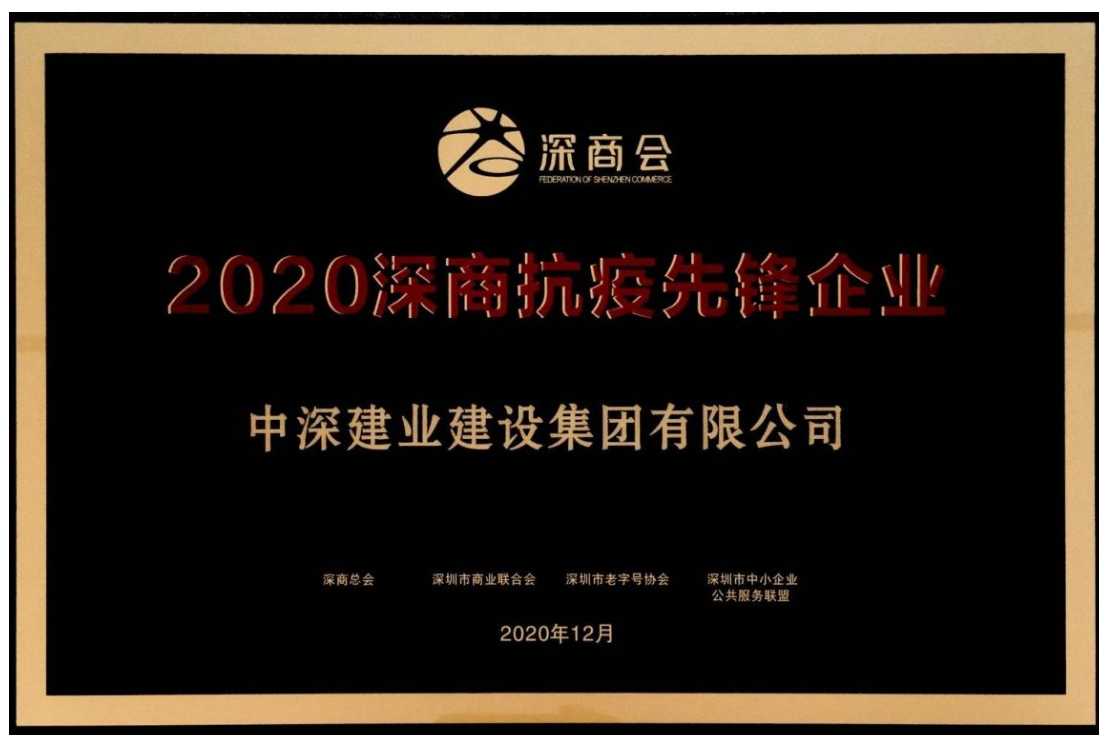 深商会
FEDERATION OF SHENZHEN COMMERCE
2020深商抗疫先锋企业
中深建业建设集团有限公司
深商总会 深圳市商业联合会 深圳市老字号协会 深圳市中小企业
公共服务联盟
2020年12月